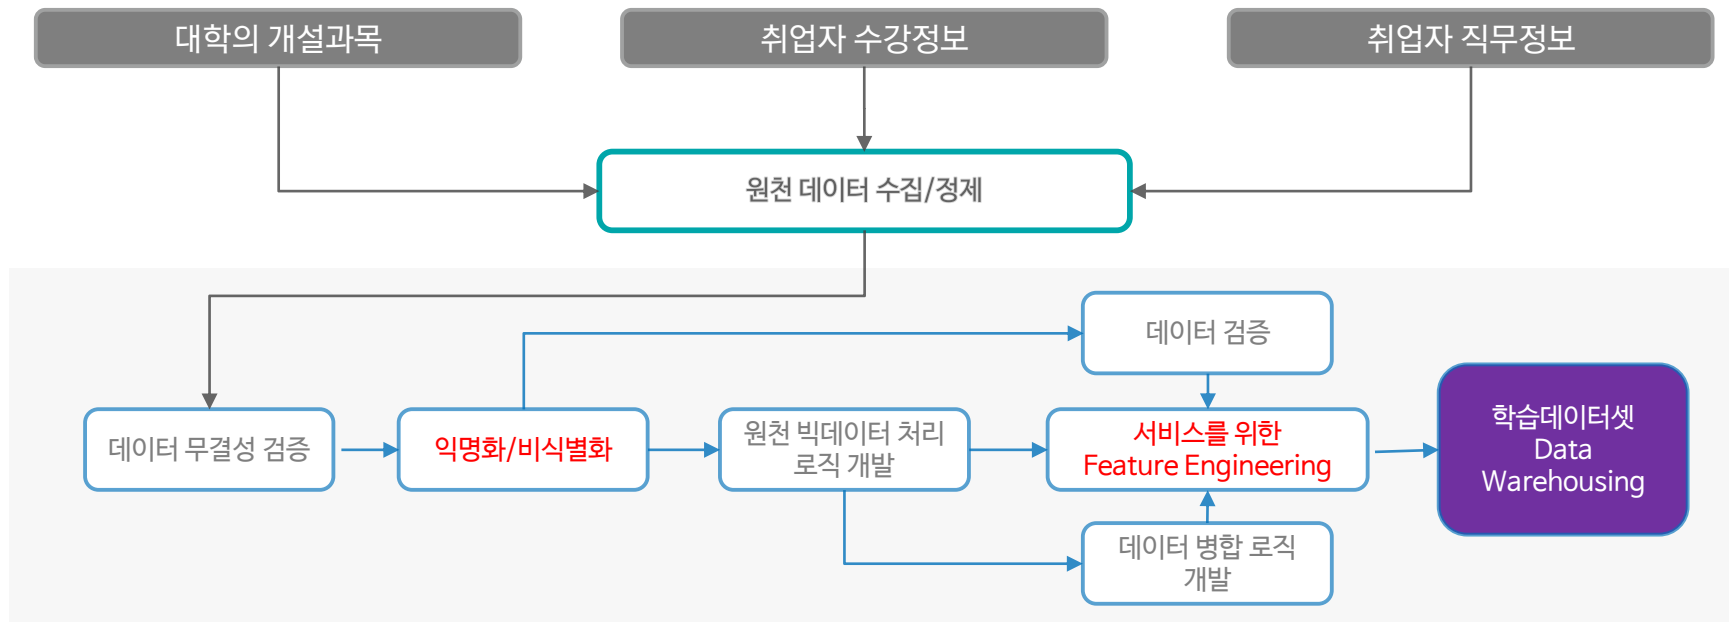 대학의 개설과목
취업자 수강정보
취업자 직무정보
원천 데이터 수집/정제
데이터 검증
데이터 무결성 검증
익명화/비식별화
원천 빅데이터 처리
로직 개발
서비스를 위한
Feature Engineering
학습데이터셋
Data
Warehousing
데이터 병합 로직
개발